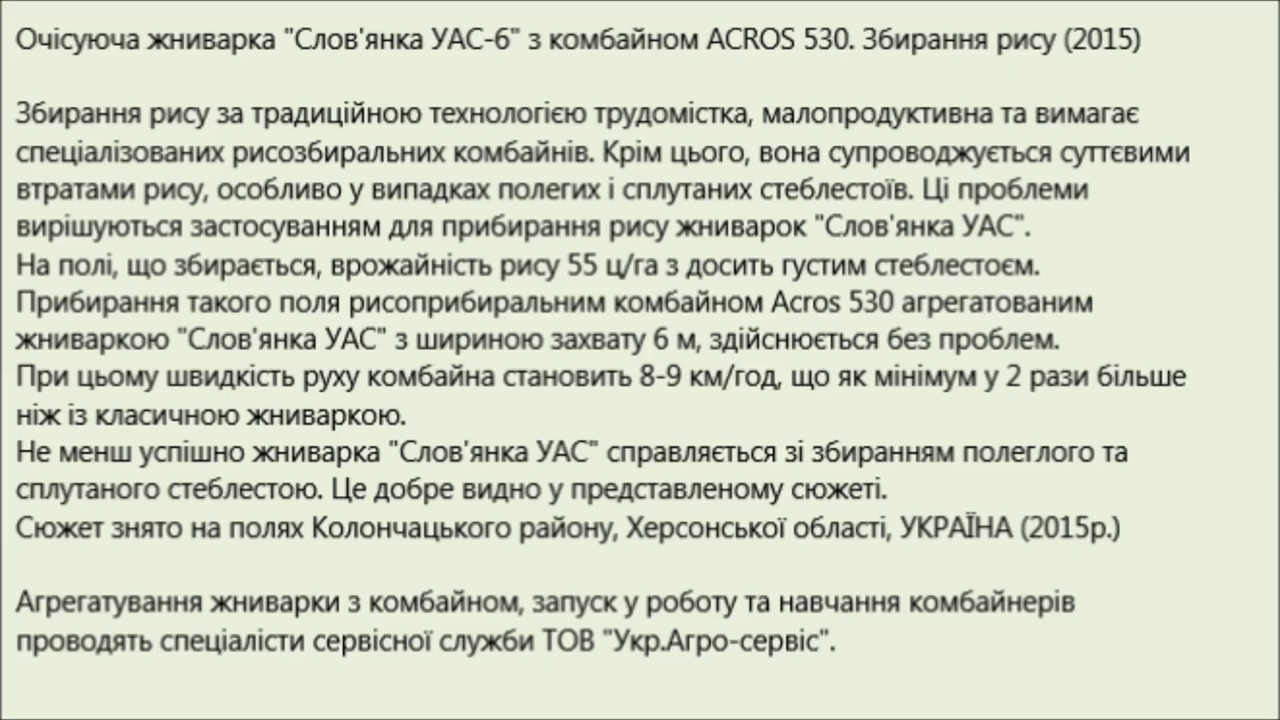 Очісуюча жниварка "Слов'янка УАС-6" з комбайном ACROS 530. Збирання рису (2015)
Збирання рису за традиційною технологією трудомістка, малопродуктивна та вимагає
спеціалізованих рисозбиральних комбайнів. Крім цього, вона супроводжується суттєвими
втратами рису, особливо у випадках полегих і сплутаних стеблестоїв. Ці проблеми
вирішуються застосуванням для прибирання рису жниварок "Слов'янка УАС".
На полі, що збирається, врожайність рису 55 ц/га з досить густим стеблестоєм.
Прибирання такого поля рисоприбиральним комбайном Acros 530 агрегатованим
жниваркою "Слов'янка УАС" з шириною захвату 6 м, здійснюється без проблем.
При цьому швидкість руху комбайна становить 8-9 км/год, що як мінімум у 2 рази більше
ніж із класичною жниваркою.
Не менш успішно жниварка "Слов'янка УАС" справляється зі збиранням полеглого та
сплутаного стеблестою. Це добре видно у представленому сюжеті.
Сюжет знято на полях Колончацького району, Херсонської області, УКРАЇНА (2015р.)
Агрегатування жниварки з комбайном, запуск у роботу та навчання комбайнерів
проводять спеціалісти сервісної служби ТОВ "Укр.Агро-сервіс".